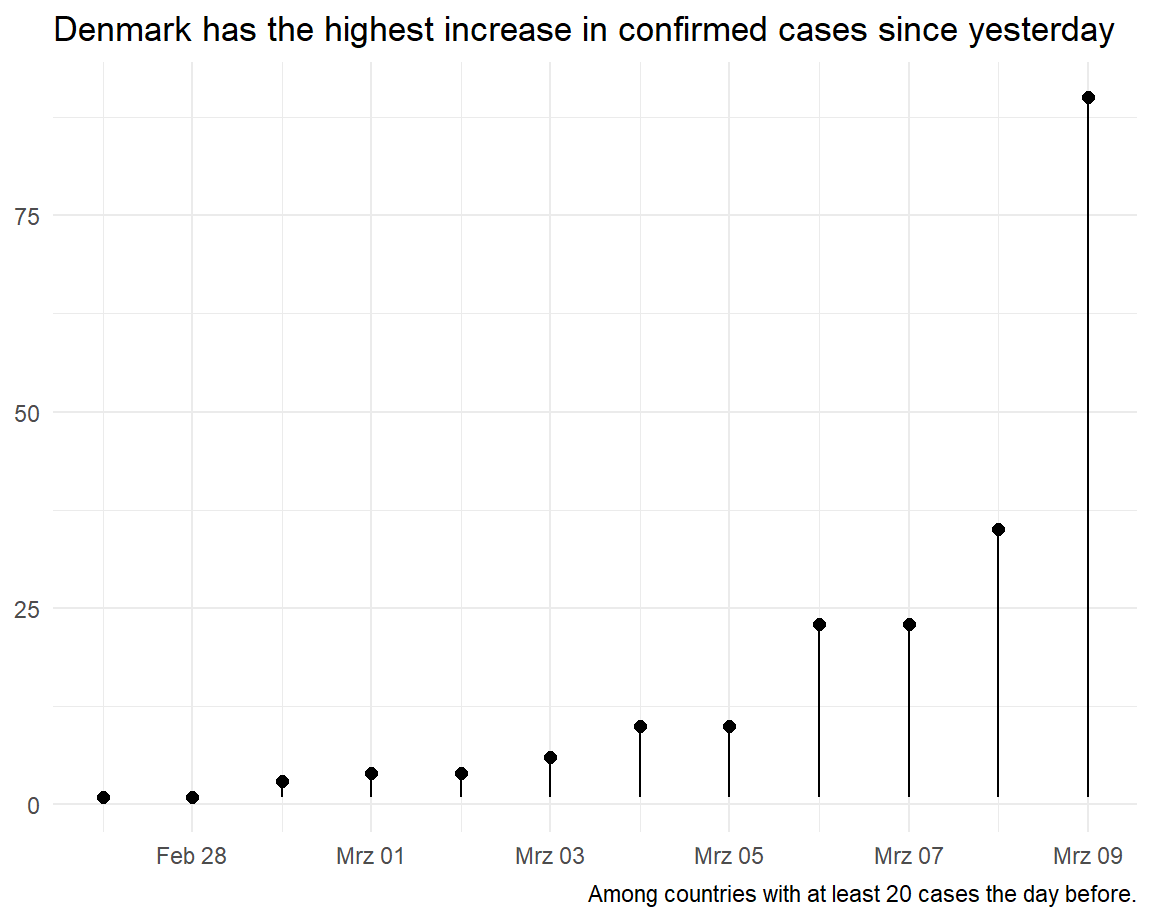 Denmark has the highest increase in confirmed cases since yesterday
75
50
25
0
Feb 28 Mrz 01 Mrz 03 Mrz 05 Mrz 07 Mrz 09
Among countries with at least 20 cases the day before.